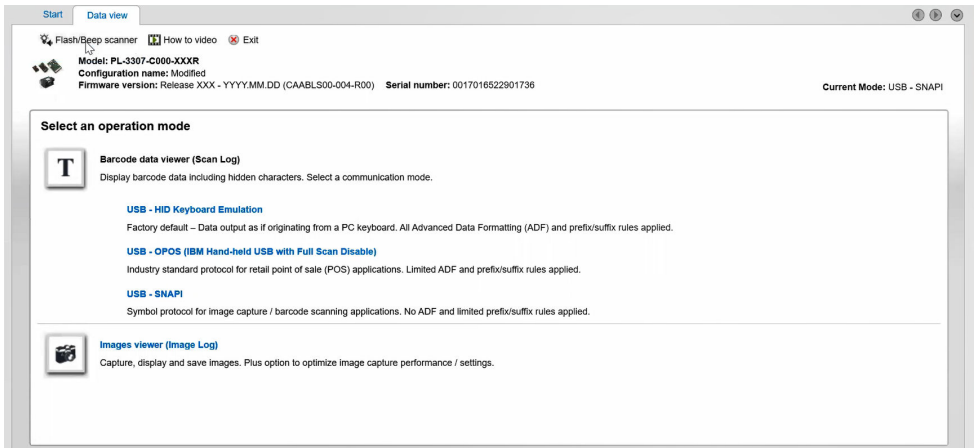 Start Data view
Flash/Beep scanner How to video Exit
Model: PL-3307-C000-XXXR
Configuration name: Modified
Firmware version: Release XXX - YYYY.MM.DD (CAABLS00-004-R00) Serial number: 0017016522901736 Current Mode: USB - SNAPI
Select an operation mode
T
Barcode data viewer (Scan Log)
Display barcode data including hidden characters. Select a communication mode.
USB - HID Keyboard Emulation
Factory default – Data output as if originating from a PC keyboard. All Advanced Data Formatting (ADF) and prefix/suffix rules applied.
USB - OPOS (IBM Hand-held USB with Full Scan Disable)
Industry standard protocol for retail point of sale (POS) applications. Limited ADF and prefix/suffix rules applied.
USB - SNAPI
Symbol protocol for image capture / barcode scanning applications. No ADF and limited prefix/suffix rules applied.
Images viewer (Image Log)
Capture, display and save images. Plus option to optimize image capture performance / settings.